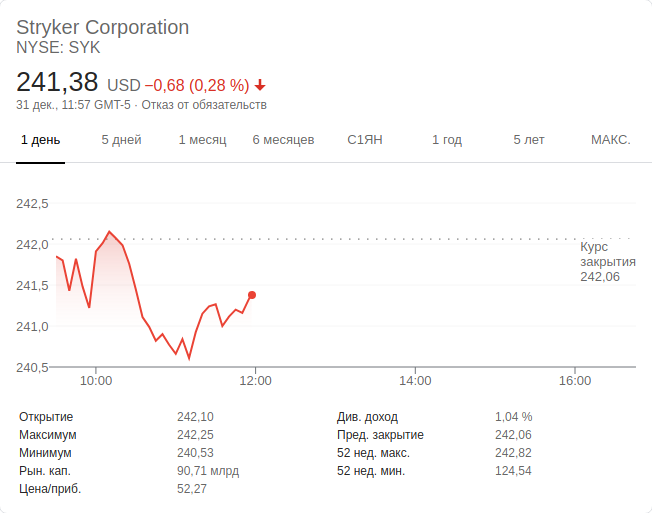 Stryker Corporation
NYSE: SYK
241,38 USD −0,68 (0,28 %)
31 дек., 11:57 GMT-5 · Отказ от обязательств
1 день 5 дней 1 месяц 6 месяцев С1ЯН 1 год 5 лет МАКС.
242,5
242,0
Курс
закрытия
242,06
241,5
241,0
240,5
10:00 12:00 14:00 16:00
Открытие 242,10 Див. доход 1,04 %
Максимум 242,25 Пред. закрытие 242,06
Минимум 240,53 52 нед. макс. 242,82
Рын. кап. 90,71 млрд 52 нед. мин. 124,54
Цена/приб. 52,27